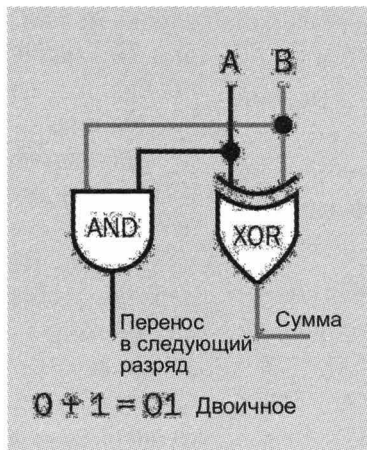 A B
AND
XOR
Перенос
в следующий
разряд
Сумма
0 + 1 = 01 Двоичное